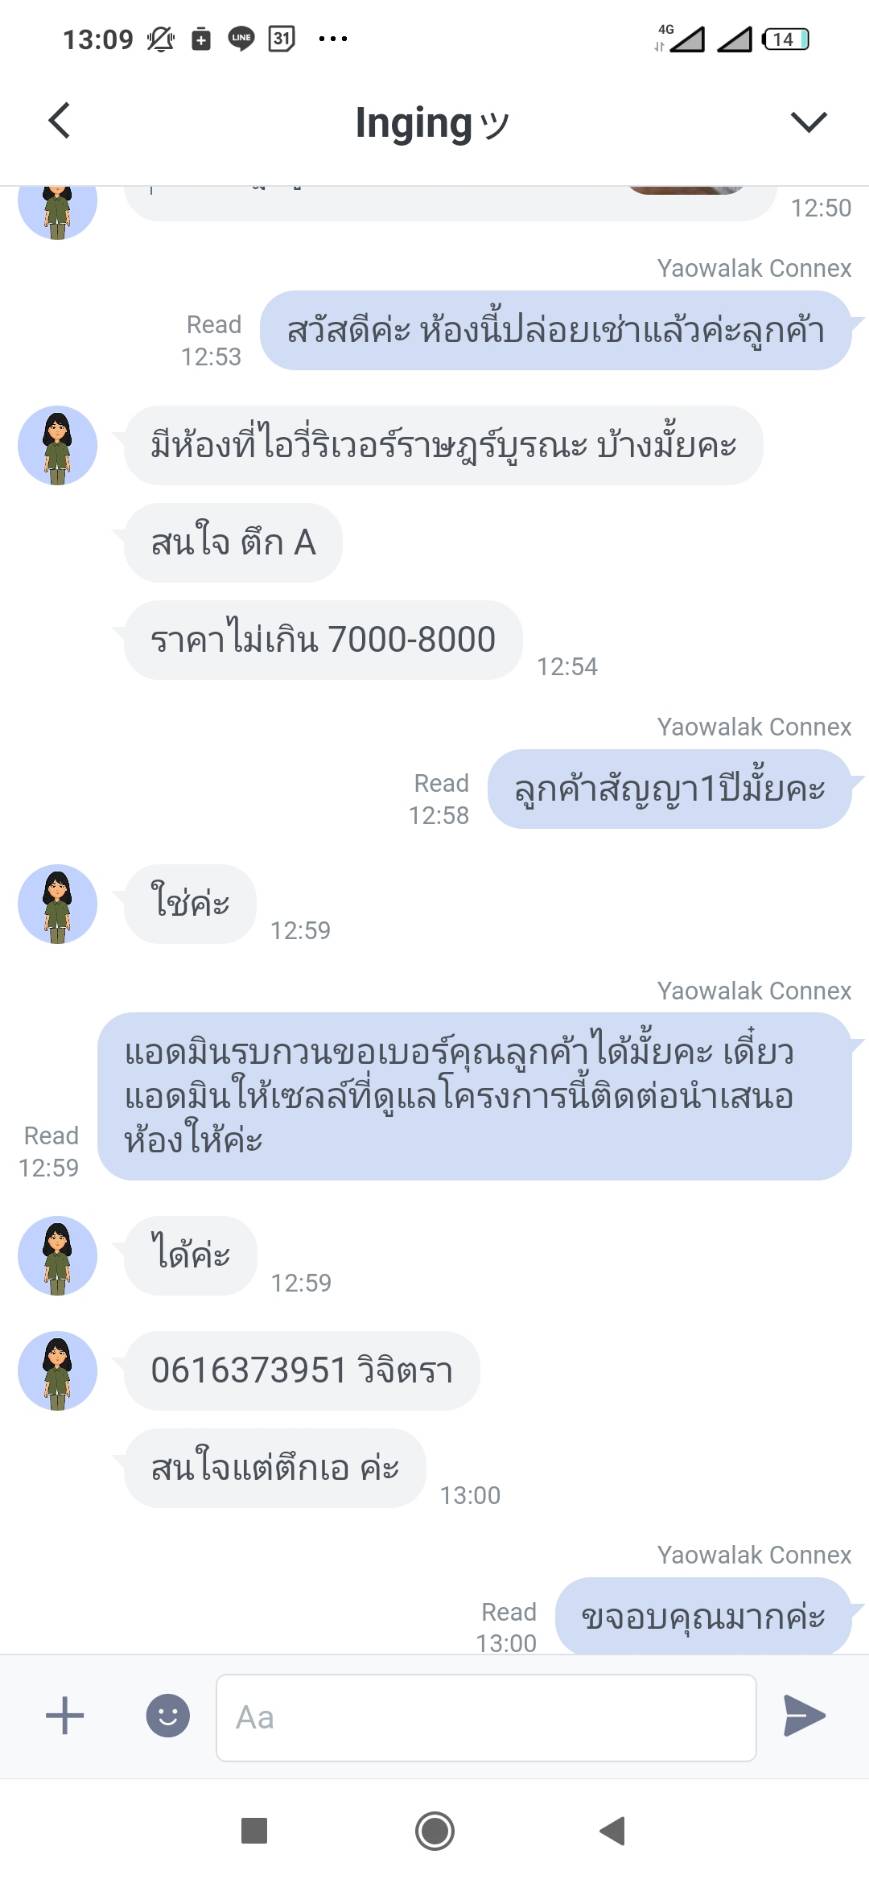 13:09 LINE 31 ... 4G 14
Ingingツ
12:50
Yaowalak Connex
สวัสดีค่ะ ห้องนี้ปล่อยเช่าแล้วค่ะลูกค้า
Read
12:53
มีห้องที่ไอวี่ริเวอร์ราษฎร์บูรณะ บ้างมั้ยคะ
สนใจ ตึก A
ราคาไม่เกิน 7000-8000
12:54
Yaowalak Connex
ลูกค้าสัญญา1ปีมั้ยคะ
Read
12:58
ใช่ค่ะ
12:59
Yaowalak Connex
แอดมินรบกวนขอเบอร์คุณลูกค้าได้มั้ยคะ เดี๋ยว
แอดมินให้เซลล์ที่ดูแลโครงการนี้ติดต่อนำเสนอ
ห้องให้ค่ะ
Read
12:59
ได้ค่ะ
12:59
0616373951 วิจิตรา
สนใจแต่ตึกเอ ค่ะ
13:00
Yaowalak Connex
ขจอบคุณมากค่ะ
Read
13:00
Aa